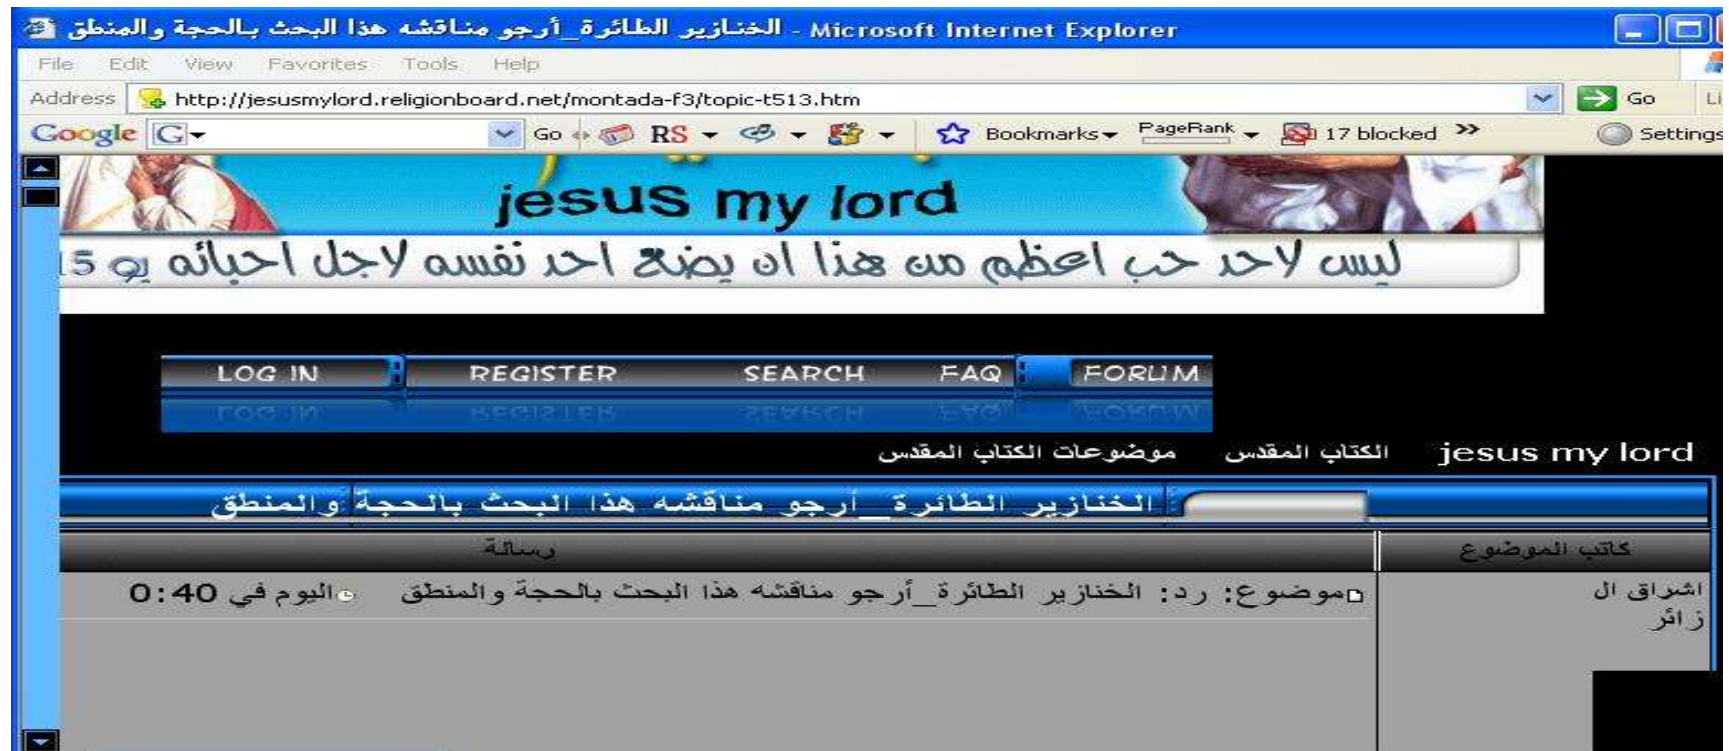 الخنازير الطائرة_أرجو مناقشه هذا البحث بالحجة والمنطق - Microsoft Internet Explorer
File Edit View Favorites Tools Help
Address http://jesusmylord.religionboard.net/montada-f3/topic-t513.htm Go Li
Google G Go RS Bookmarks PageRank 17 blocked >> Settings
jesus my lord
ليس لاحد حب اعظم من هذا ان يضع احد نفسه لاجل احبائه يو 15
LOG IN REGISTER SEARCH FAQ FORUM
jesus my lord الكتاب المقدس موضوعات الكتاب المقدس
الخنازير الطائرة_أرجو مناقشه هذا البحث بالحجة والمنطق
كاتب الموضوع رسالة
اشراق ال موضوع: رد: الخنازير الطائرة_أرجو مناقشه هذا البحث بالحجة والمنطق اليوم في 0:40
زائر